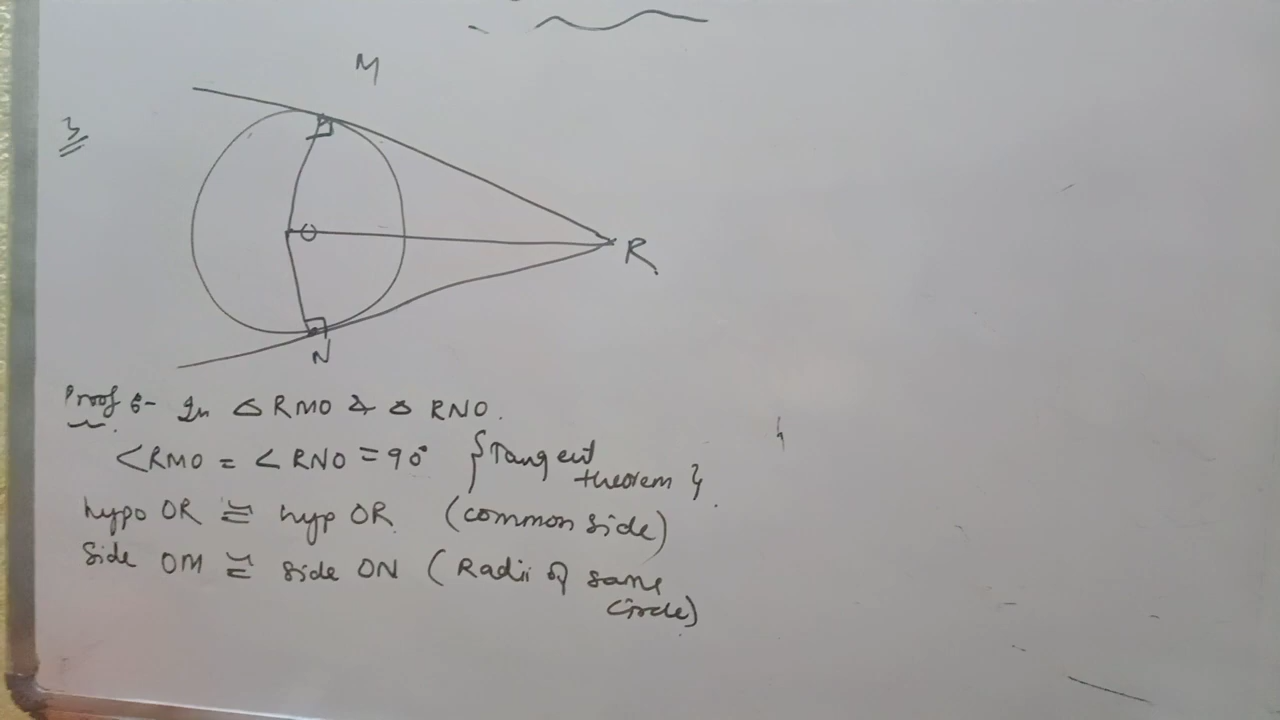 M
3
O
R
N
Proof :- In △ RMO & △ RNO.
∠RMO = ∠RNO = 90° {Tangent
theorem}.
hypo OR ≅ hyp OR (common side)
Side OM ≅ side ON (Radii of same
circle)